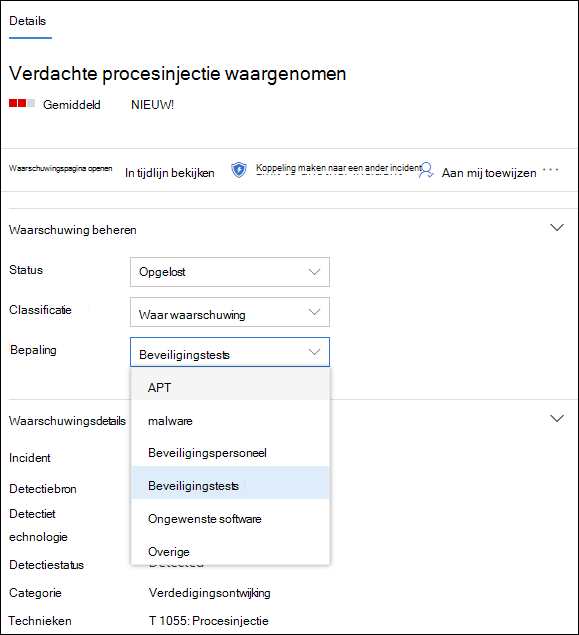 Details
Verdachte procesinjectie waargenomen
Gemiddeld NIEUW!
Waarschuwingspagina openen In tijdlijn bekijken Koppeling maken naar een ander incident Aan mij toewijzen ...
Waarschuwing beheren
Status Opgelost
Classificatie Waar waarschuwing
Bepaling Beveiligingstests
APT
malware
Beveiligingspersoneel
Beveiligingstests
Ongewenste software
Overige
Waarschuwingsdetails
Incident
Detectiebron
Detectiet
echnologie
Detectiestatus Detected
Categorie Verdedigingsontwijking
Technieken T 1055: Procesinjectie